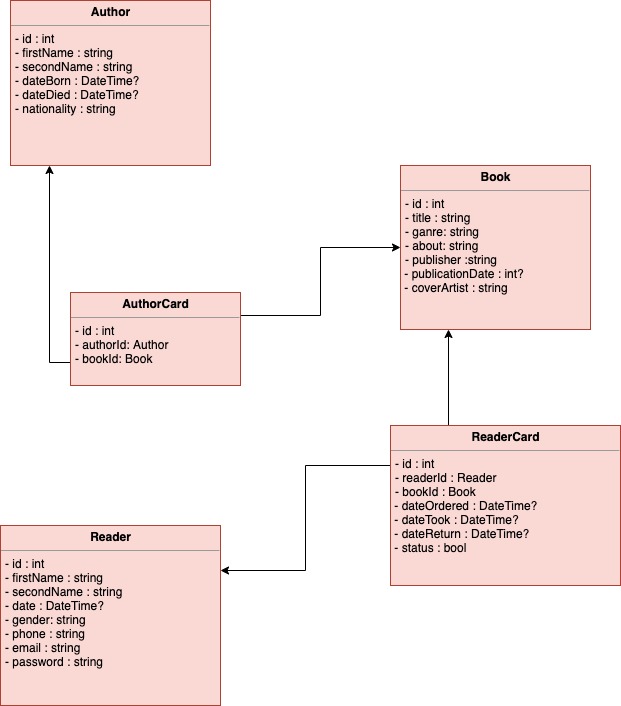 Author
- id : int
- firstName : string
- secondName : string
- dateBorn : DateTime?
- dateDied : DateTime?
- nationality : string
Book
- id : int
- title : string
- ganre: string
- about: string
- publisher :string
- publicationDate : int?
- coverArtist : string
AuthorCard
- id : int
- authorId: Author
- bookId: Book
ReaderCard
- id : int
- readerId : Reader
- bookId : Book
- dateOrdered : DateTime?
- dateTook : DateTime?
- dateReturn : DateTime?
- status : bool
Reader
- id : int
- firstName : string
- secondName : string
- date : DateTime?
- gender: string
- phone : string
- email : string
- password : string